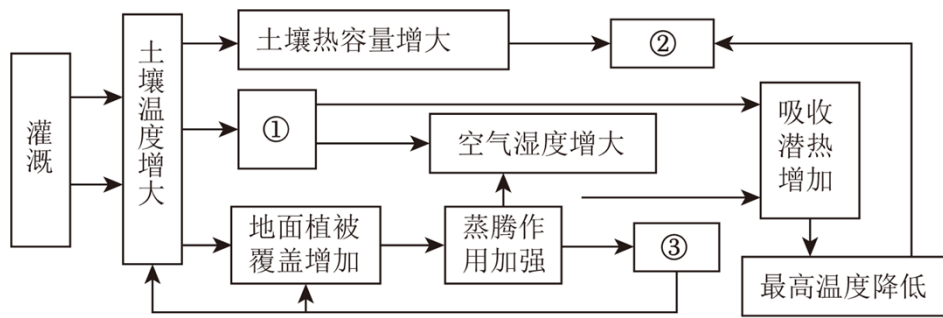 灌溉
土壤温度增大
土壤热容量增大
②
①
空气湿度增大
吸收
潜热
增加
地面植被
覆盖增加
蒸腾作
用加强
③
最高温度降低